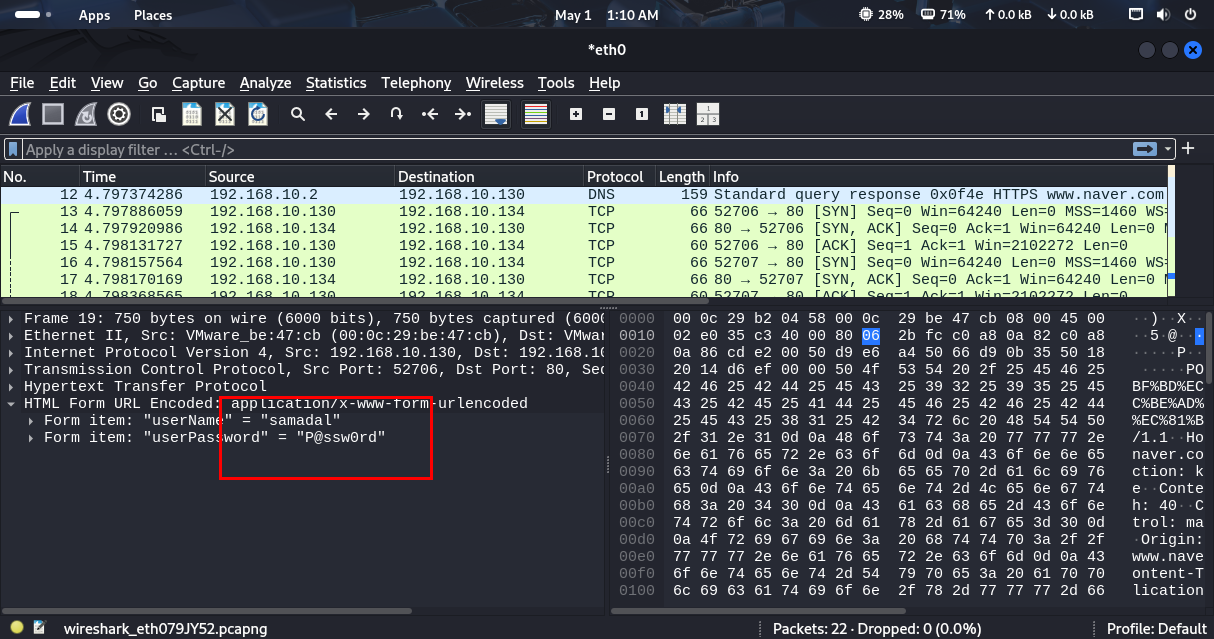 Apps Places May 1 1:10 AM 28% 71% ↑ 0.0 kB ↓ 0.0 kB
*eth0
File Edit View Go Capture Analyze Statistics Telephony Wireless Tools Help
Apply a display filter … <Ctrl-/>
No. Time Source Destination Protocol Length Info
12 4.797374286 192.168.10.2 192.168.10.130 DNS 159 Standard query response 0x0f4e HTTPS www.naver.com
13 4.797886059 192.168.10.130 192.168.10.134 TCP 66 52706 → 80 [SYN] Seq=0 Win=64240 Len=0 MSS=1460 WS=
14 4.797920986 192.168.10.134 192.168.10.130 TCP 66 80 → 52706 [SYN, ACK] Seq=0 Ack=1 Win=64240 Len=0
15 4.798131727 192.168.10.130 192.168.10.134 TCP 60 52706 → 80 [ACK] Seq=1 Ack=1 Win=2102272 Len=0
16 4.798157564 192.168.10.130 192.168.10.134 TCP 66 52707 → 80 [SYN] Seq=0 Win=64240 Len=0 MSS=1460 WS=
17 4.798170169 192.168.10.134 192.168.10.130 TCP 66 80 → 52707 [SYN, ACK] Seq=0 Ack=1 Win=64240 Len=0
18 4.798368565 192.168.10.130 192.168.10.134 TCP 60 52707 → 80 [ACK] Seq=1 Ack=1 Win=2102272 Len=0
Frame 19: 750 bytes on wire (6000 bits), 750 bytes captured (6000
Ethernet II, Src: VMware_be:47:cb (00:0c:29:be:47:cb), Dst: VMwa
Internet Protocol Version 4, Src: 192.168.10.130, Dst: 192.168.10
Transmission Control Protocol, Src Port: 52706, Dst Port: 80, Se
Hypertext Transfer Protocol
HTML Form URL Encoded: application/x-www-form-urlencoded
Form item: "userName" = "samadal"
Form item: "userPassword" = "P@ssw0rd"
0000 00 0c 29 b2 04 58 00 0c 29 be 47 cb 08 00 45 00 ··)··X··
0010 02 e0 35 c3 40 00 80 06 2b fc c0 a8 0a 82 c0 a8 ··5·@···
0020 0a 86 cd e2 00 50 d9 e6 a4 50 66 d9 0b 35 50 18 ·····P··
0030 20 14 d6 ef 00 00 50 4f 53 54 20 2f 25 45 46 25 ·····PO
0040 42 46 25 42 44 25 45 43 25 39 32 25 39 35 25 45 BF%BD%EC
0050 43 25 42 45 25 41 44 25 45 46 25 42 46 25 42 44 C%BE%AD%
0060 25 45 43 25 38 31 25 42 34 72 6c 20 48 54 54 50 %EC%81%B
0070 2f 31 2e 31 0d 0a 48 6f 73 74 3a 20 77 77 77 2e /1.1··Ho
0080 6e 61 76 65 72 2e 63 6f 6d 0d 0a 43 6f 6e 6e 65 naver.co
0090 63 74 69 6f 6e 3a 20 6b 65 65 70 2d 61 6c 69 76 ction: k
00a0 65 0d 0a 43 6f 6e 74 65 6e 74 2d 4c 65 6e 67 74 e··Conte
00b0 68 3a 20 34 30 0d 0a 43 61 63 68 65 2d 43 6f 6e h: 40··C
00c0 74 72 6f 6c 3a 20 6d 61 78 2d 61 67 65 3d 30 0d trol: ma
00d0 0a 4f 72 69 67 69 6e 3a 20 68 74 74 70 3a 2f 2f ·Origin:
00e0 77 77 77 2e 6e 61 76 65 72 2e 63 6f 6d 0d 0a 43 www.nave
00f0 6f 6e 74 65 6e 74 2d 54 79 70 65 3a 20 61 70 70 ontent-T
0100 6c 69 63 61 74 69 6f 6e 2f 78 2d 77 77 77 2d 66 lication
wireshark_eth079JY52.pcapng Packets: 22 · Dropped: 0 (0.0%) Profile: Default